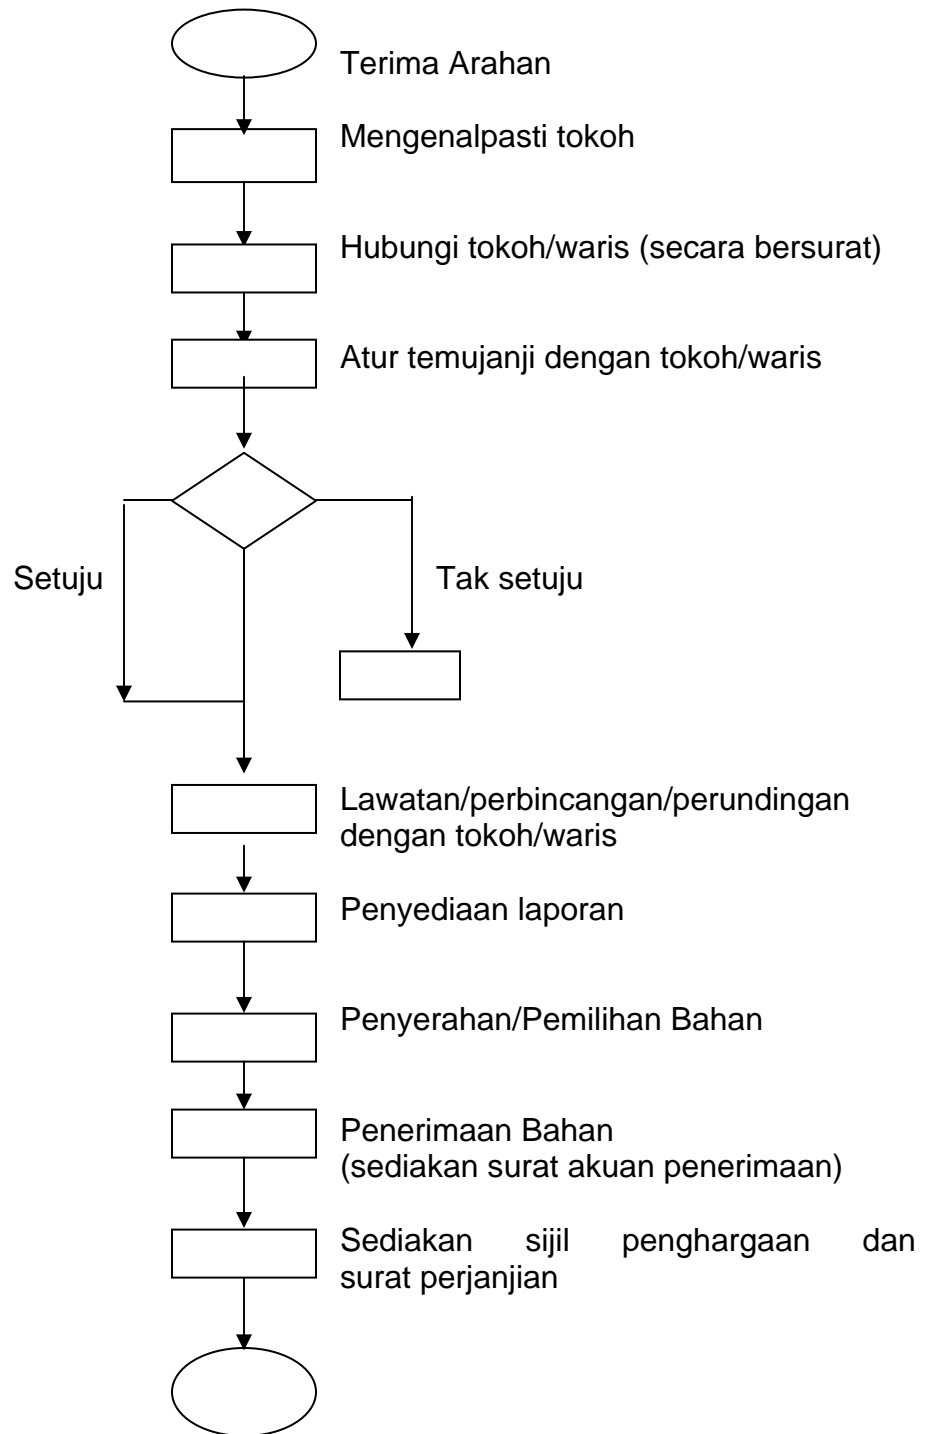 Terima Arahan
Mengenalpasti tokoh
Hubungi tokoh/waris (secara bersurat)
Atur temujanji dengan tokoh/waris
Setuju
Tak setuju
Lawatan/perbincangan/perundingan
dengan tokoh/waris
Penyediaan laporan
Penyerahan/Pemilihan Bahan
Penerimaan Bahan
(sediakan surat akuan penerimaan)
Sediakan sijil penghargaan dan
surat perjanjian